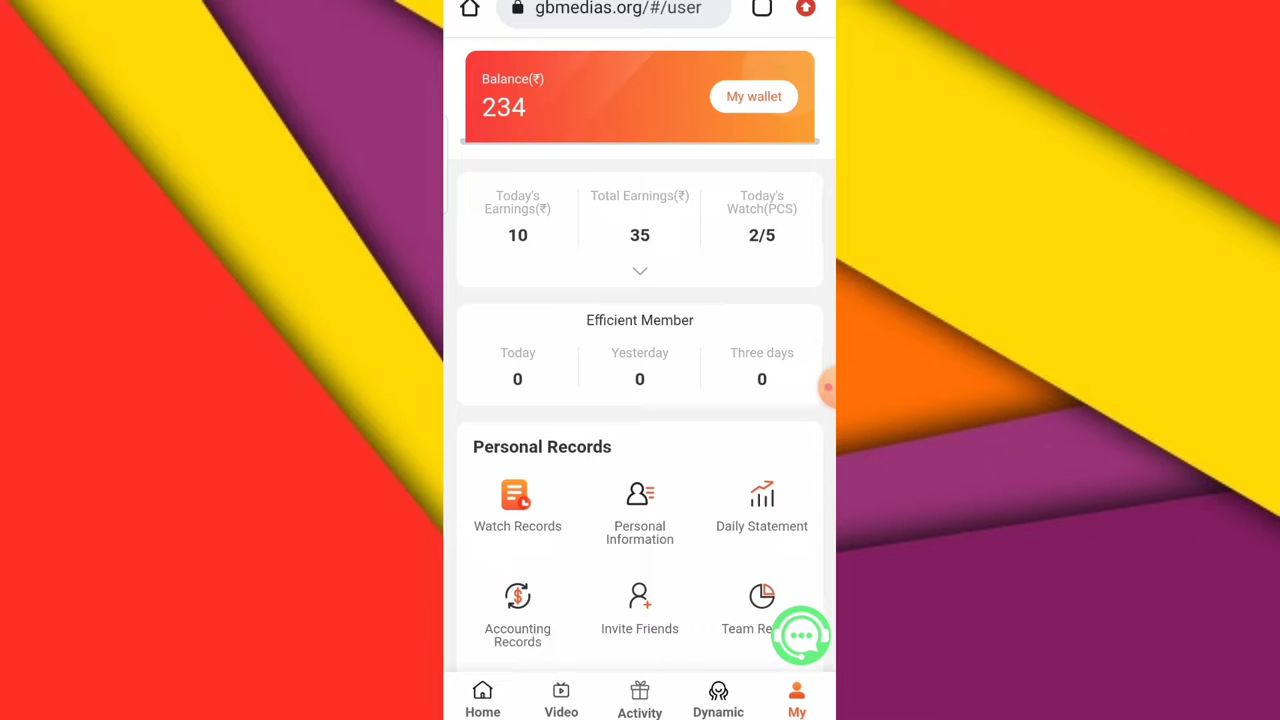 gbmedias.org/#/user
Balance(₹)
234
My wallet
Today's
Earnings(₹)
10
Total Earnings(₹)
35
Today's
Watch(PCS)
2/5
Efficient Member
Today
0
Yesterday
0
Three days
0
Personal Records
Watch Records
Personal
Information
Daily Statement
Accounting
Records
Invite Friends
Team Re
Home
Video
Activity
Dynamic
My